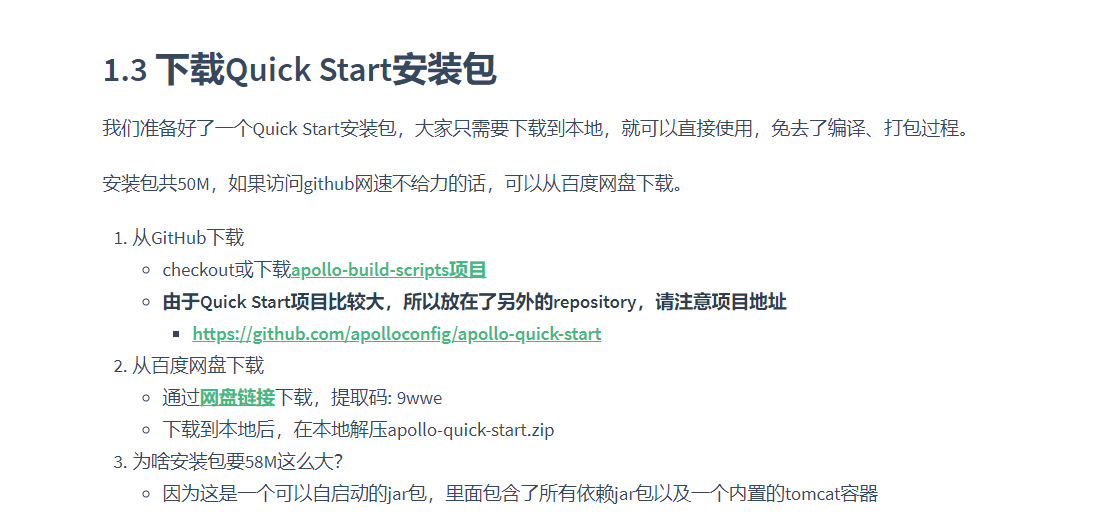 1.3 下载Quick Start安装包
我们准备好了一个Quick Start安装包，大家只需要下载到本地，就可以直接使用，免去了编译、打包过程。
安装包共50M，如果访问github网速不给力的话，可以从百度网盘下载。
1. 从GitHub下载
◦ checkout或下载apollo-build-scripts项目
◦ 由于Quick Start项目比较大，所以放在了另外的repository，请注意项目地址
▪ https://github.com/apolloconfig/apollo-quick-start
2. 从百度网盘下载
◦ 通过网盘链接下载，提取码: 9wwe
◦ 下载到本地后，在本地解压apollo-quick-start.zip
3. 为啥安装包要58M这么大？
◦ 因为这是一个可以自启动的jar包，里面包含了所有依赖jar包以及一个内置的tomcat容器